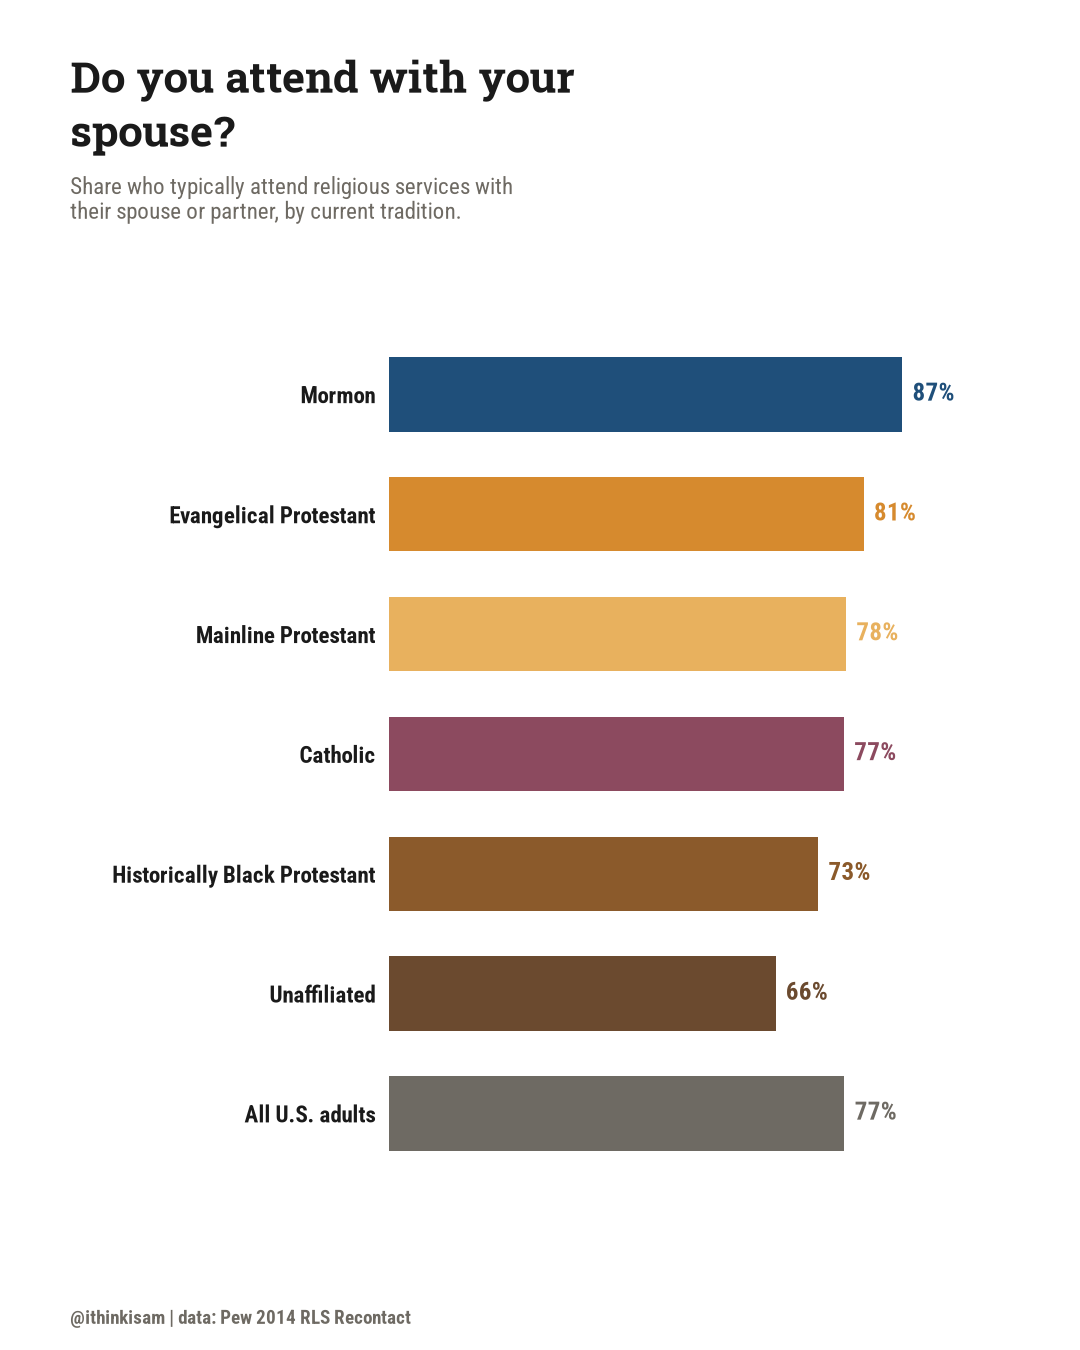 Do you attend with your
spouse?
Share who typically attend religious services with
their spouse or partner, by current tradition.
Mormon 87%
Evangelical Protestant 81%
Mainline Protestant 78%
Catholic 77%
Historically Black Protestant 73%
Unaffiliated 66%
All U.S. adults 77%
@ithinkisam | data: Pew 2014 RLS Recontact